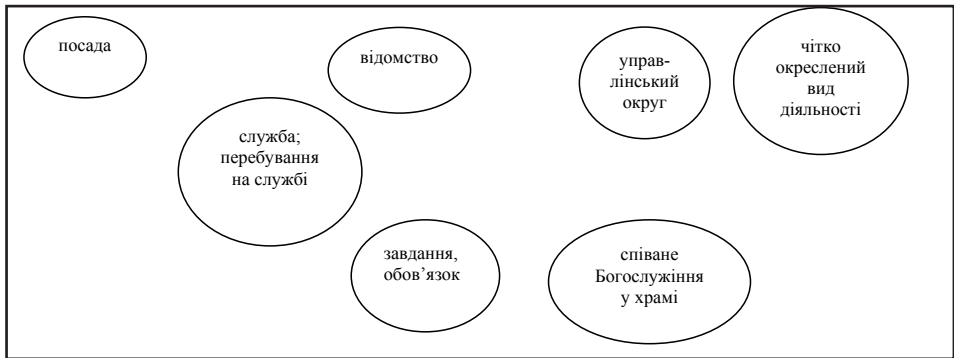 посада
відомство
управ-
лінський
округ
чітко
окреслений
вид
діяльності
служба;
перебування
на службі
завдання,
обов’язок
співане
Богослужіння
у храмі